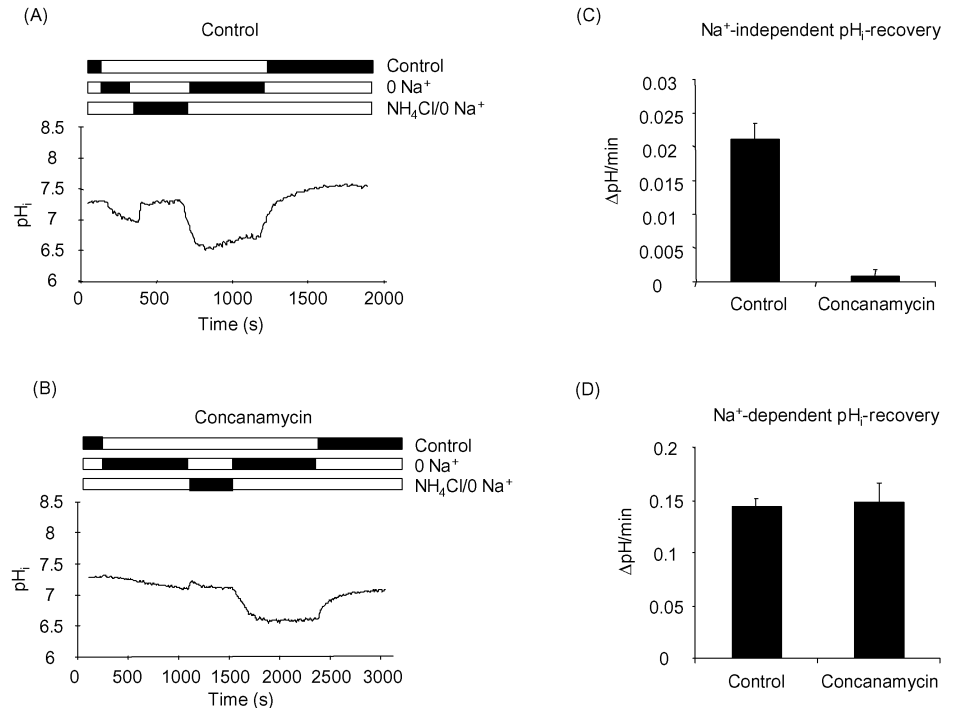 (A)
Control
Control
0 Na⁺
NH₄Cl/0 Na⁺
8.5
8
7.5
7
6.5
6
pHᵢ
0 500 1000 1500 2000
Time (s)
(B)
Concanamycin
Control
0 Na⁺
NH₄Cl/0 Na⁺
8.5
8
7.5
7
6.5
6
pHᵢ
0 500 1000 1500 2000 2500 3000
Time (s)
(C)
Na⁺-independent pHᵢ-recovery
0.03
0.025
0.02
0.015
0.01
0.005
0
ΔpH/min
Control Concanamycin
(D)
Na⁺-dependent pHᵢ-recovery
0.2
0.15
0.1
0.05
0
ΔpH/min
Control Concanamycin